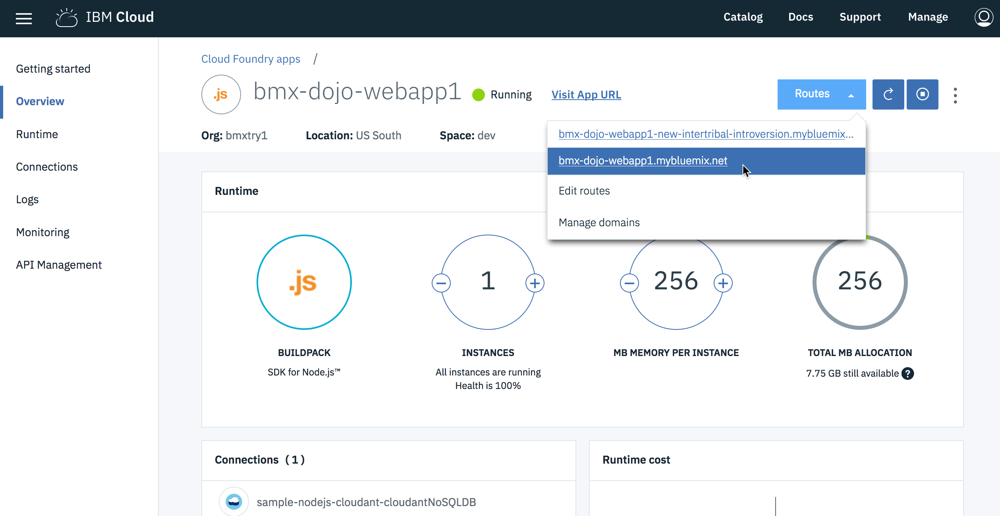 IBM Cloud
Catalog
Docs
Support
Manage
Getting started
Overview
Runtime
Connections
Logs
Monitoring
API Management
Cloud Foundry apps /
.js
bmx-dojo-webapp1
Running
Visit App URL
Routes
Org: bmxtry1
Location: US South
Space: dev
bmx-dojo-webapp1-new-intertribal-introversion.mybluemix...
bmx-dojo-webapp1.mybluemix.net
Edit routes
Manage domains
Runtime
.js
1
256
256
BUILDPACK
INSTANCES
MB MEMORY PER INSTANCE
TOTAL MB ALLOCATION
SDK for Node.js™
All instances are running
Health is 100%
7.75 GB still available ?
Connections (1)
Runtime cost
sample-nodejs-cloudant-cloudantNoSQLDB